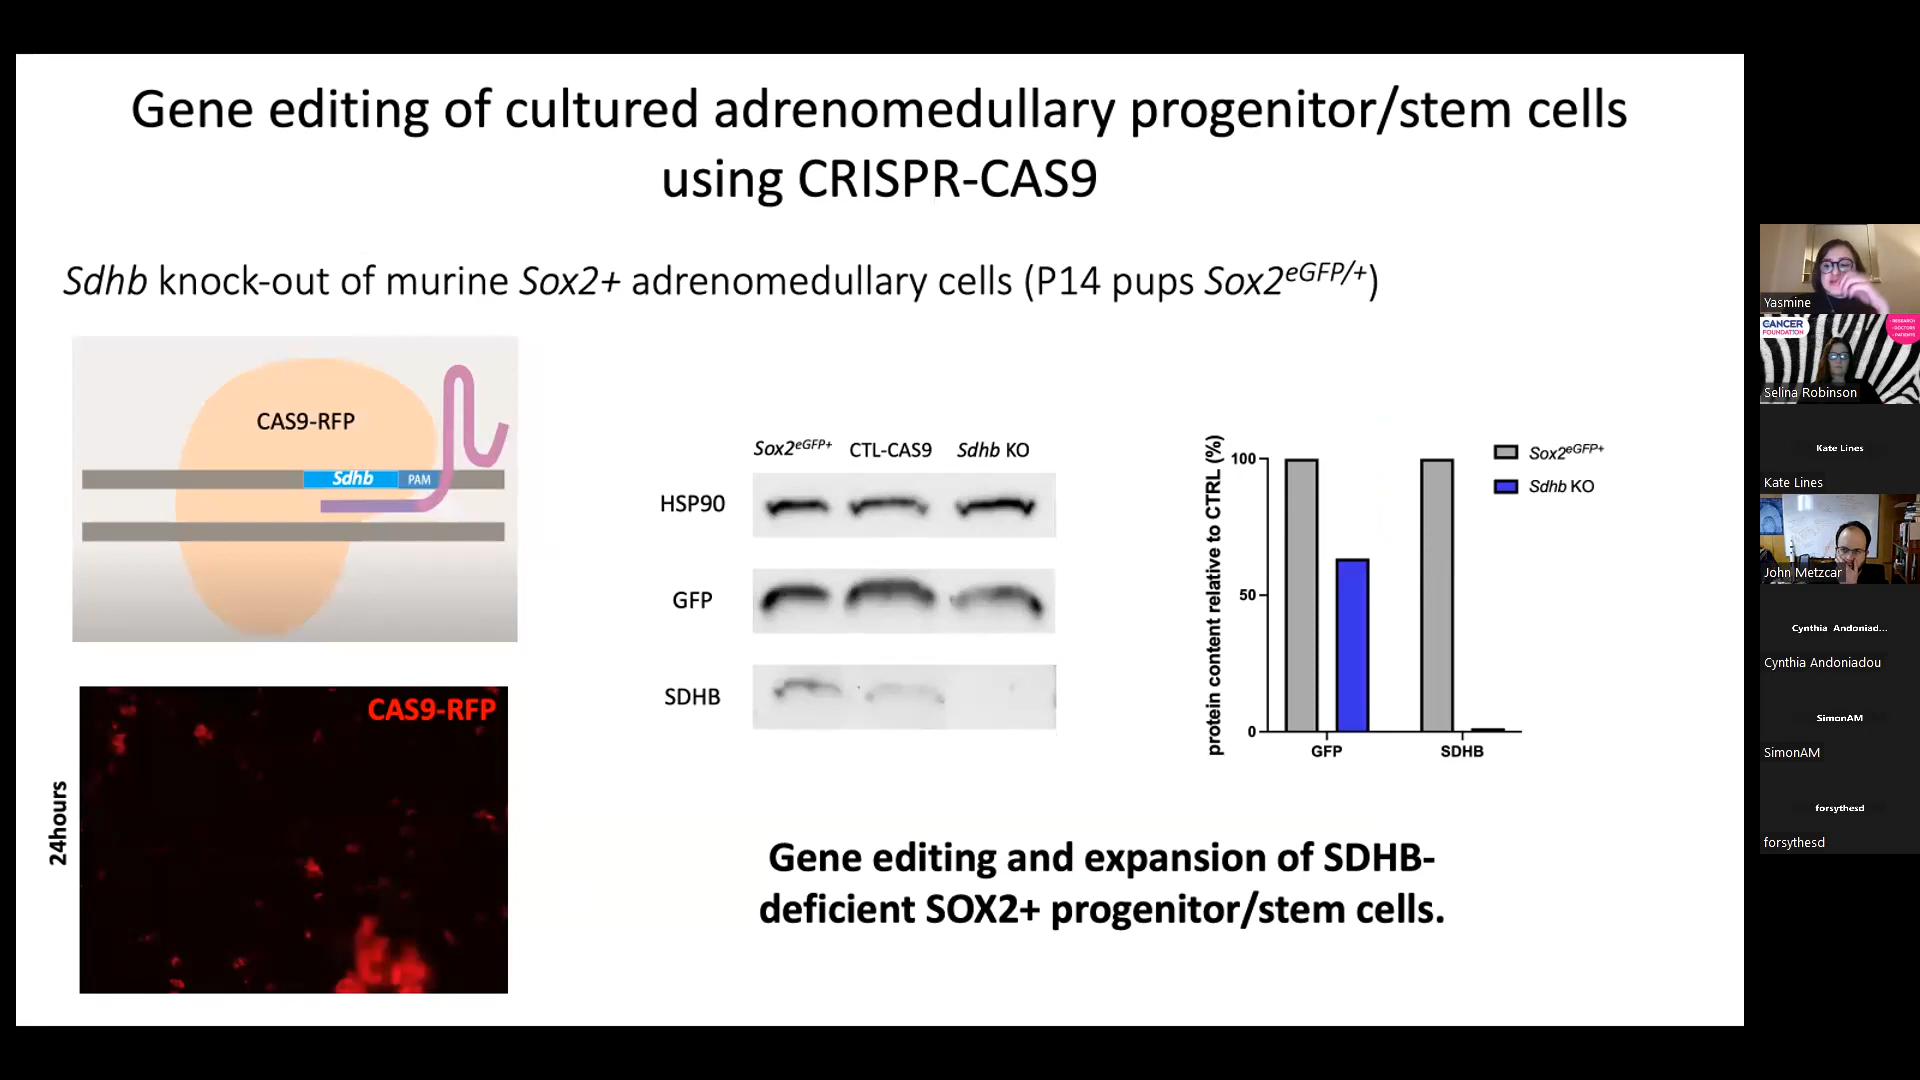 Gene editing of cultured adrenomedullary progenitor/stem cells
using CRISPR-CAS9
Sdhb knock-out of murine Sox2+ adrenomedullary cells (P14 pups Sox2eGFP/+)
CAS9-RFP
Sdhb
PAM
CAS9-RFP
24hours
Sox2eGFP+ CTL-CAS9 Sdhb KO
HSP90
GFP
SDHB
protein content relative to CTRL (%)
100
50
0
GFP SDHB
Sox2eGFP+
Sdhb KO
Gene editing and expansion of SDHB-
deficient SOX2+ progenitor/stem cells.
Yasmine
CANCER
FOUNDATION
RESEARCH
DOCTORS
PATIENTS
Selina Robinson
Kate Lines
Kate Lines
John Metzcar
Cynthia Andoniad...
Cynthia Andoniadou
SimonAM
SimonAM
forsythesd
forsythesd